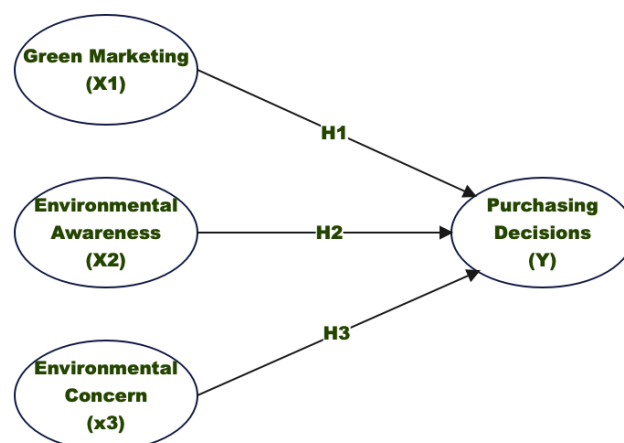 Green Marketing
(X1)
H1
Environmental
Awareness
(X2)
H2
Purchasing
Decisions
(Y)
H3
Environmental
Concern
(x3)